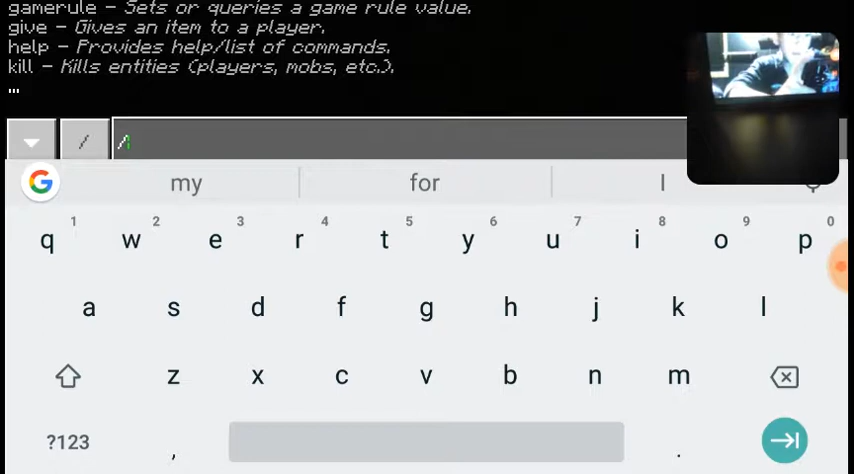 gamerule – Sets or queries a game rule value.
give – Gives an item to a player.
help – Provides help/list of commands.
kill – Kills entities (players, mobs, etc.).
...
/ /
G my for I
1 2 3 4 5 6 7 8 9 0
q w e r t y u i o p
a s d f g h j k l
z x c v b n m
?123 , .